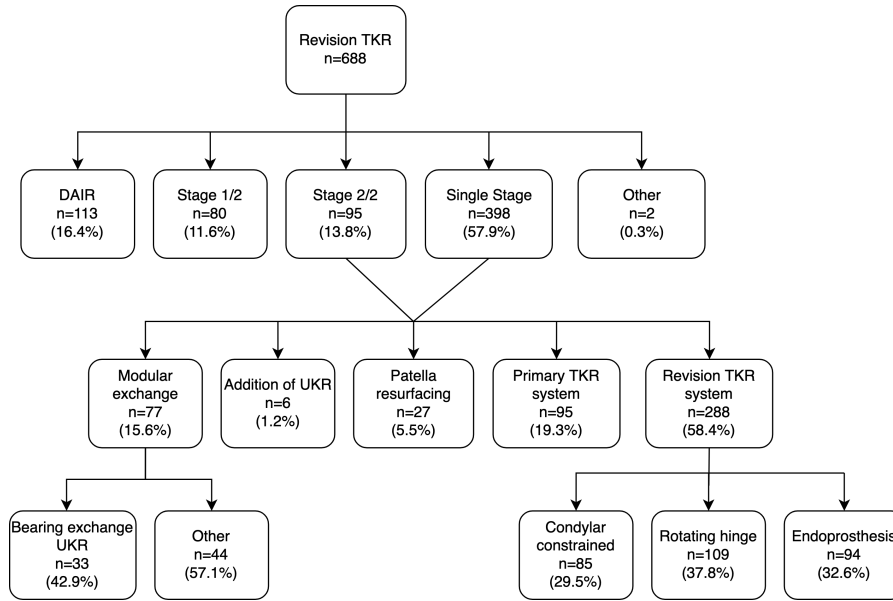 Revision TKR
n=688
DAIR
n=113
(16.4%)
Stage 1/2
n=80
(11.6%)
Stage 2/2
n=95
(13.8%)
Single Stage
n=398
(57.9%)
Other
n=2
(0.3%)
Modular
exchange
n=77
(15.6%)
Addition of UKR
n=6
(1.2%)
Patella
resurfacing
n=27
(5.5%)
Primary TKR
system
n=95
(19.3%)
Revision TKR
system
n=288
(58.4%)
Bearing exchange
UKR
n=33
(42.9%)
Other
n=44
(57.1%)
Condylar
constrained
n=85
(29.5%)
Rotating hinge
n=109
(37.8%)
Endoprosthesis
n=94
(32.6%)